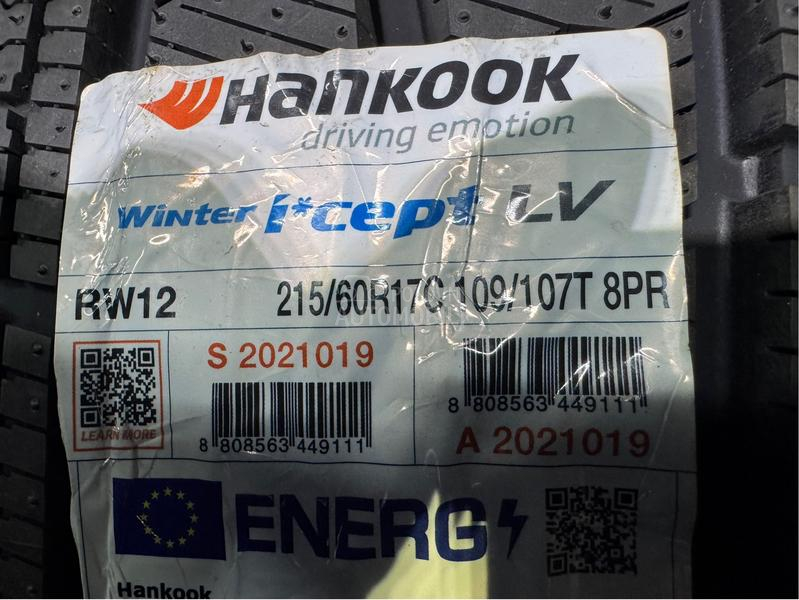 HANKOOK
driving emotion
winter i*cept LV
RW12 215/60R17C 109/107T 8PR
LEARN MORE
S 2021019
8 808563 449111
8 808563 449111
A 2021019
ENERG
Hankook